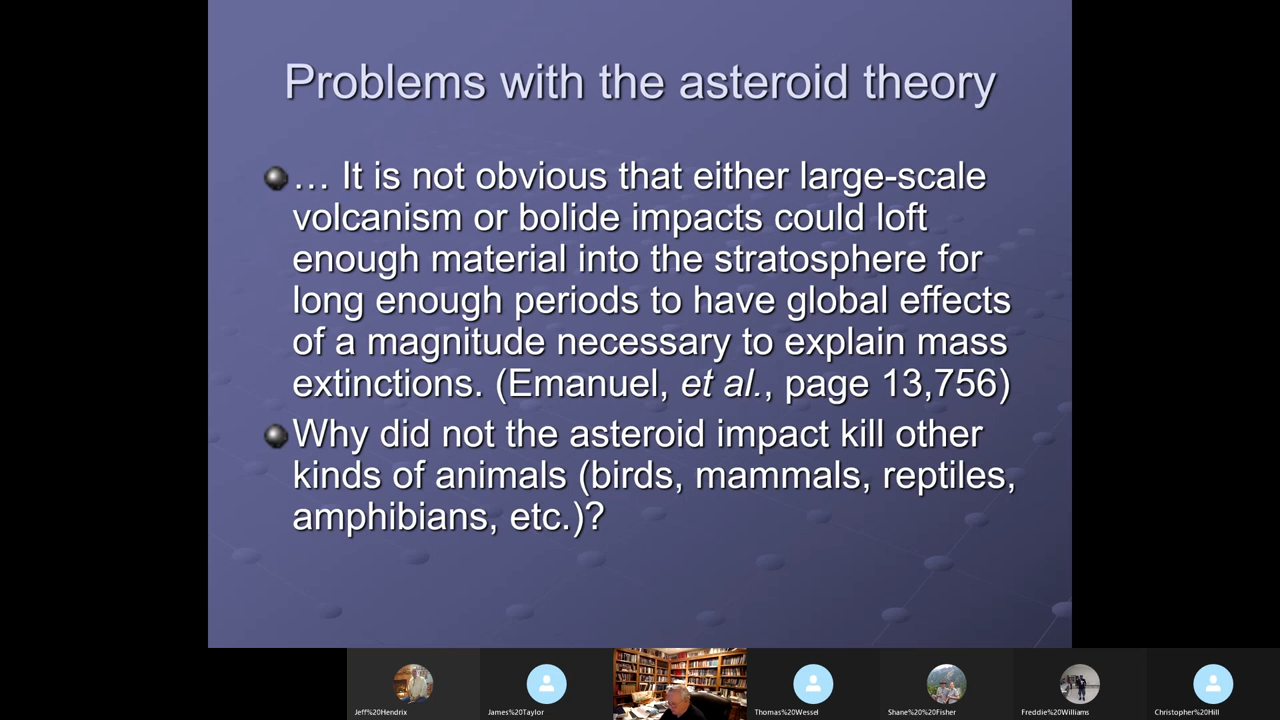 Problems with the asteroid theory
… It is not obvious that either large-scale
volcanism or bolide impacts could loft
enough material into the stratosphere for
long enough periods to have global effects
of a magnitude necessary to explain mass
extinctions. (Emanuel, et al., page 13,756)
Why did not the asteroid impact kill other
kinds of animals (birds, mammals, reptiles,
amphibians, etc.)?
Jeff%20Hendrix
James%20Taylor
Thomas%20Wessel
Shane%20%20Fisher
Freddie%20Williams
Christopher%20Hill